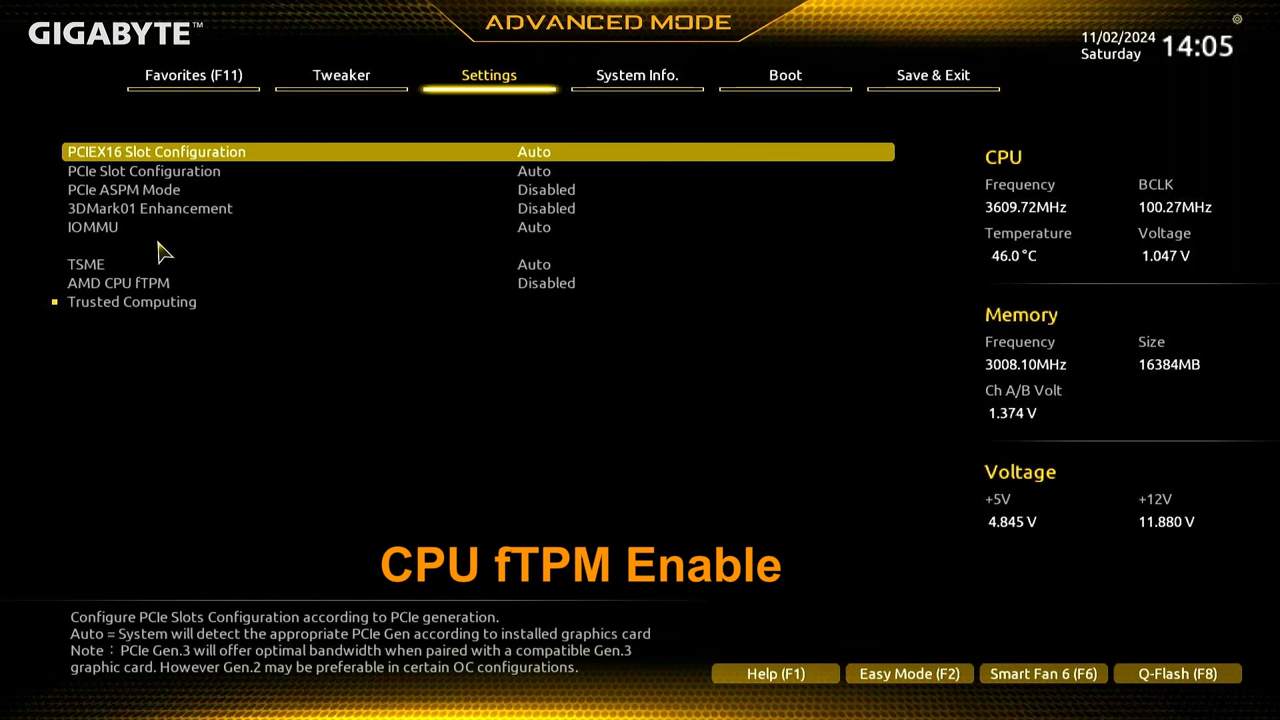 GIGABYTE™
ADVANCED MODE
11/02/2024
Saturday
14:05
Favorites (F11)
Tweaker
Settings
System Info.
Boot
Save & Exit
PCIEX16 Slot Configuration Auto
PCIe Slot Configuration Auto
PCIe ASPM Mode Disabled
3DMark01 Enhancement Disabled
IOMMU Auto
TSME Auto
AMD CPU fTPM Disabled
Trusted Computing
CPU
Frequency BCLK
3609.72MHz 100.27MHz
Temperature Voltage
46.0 °C 1.047 V
Memory
Frequency Size
3008.10MHz 16384MB
Ch A/B Volt
1.374 V
Voltage
+5V +12V
4.845 V 11.880 V
CPU fTPM Enable
Configure PCIe Slots Configuration according to PCIe generation.
Auto = System will detect the appropriate PCIe Gen according to installed graphics card
Note : PCIe Gen.3 will offer optimal bandwidth when paired with a compatible Gen.3
graphic card. However Gen.2 may be preferable in certain OC configurations.
Help (F1)
Easy Mode (F2)
Smart Fan 6 (F6)
Q-Flash (F8)